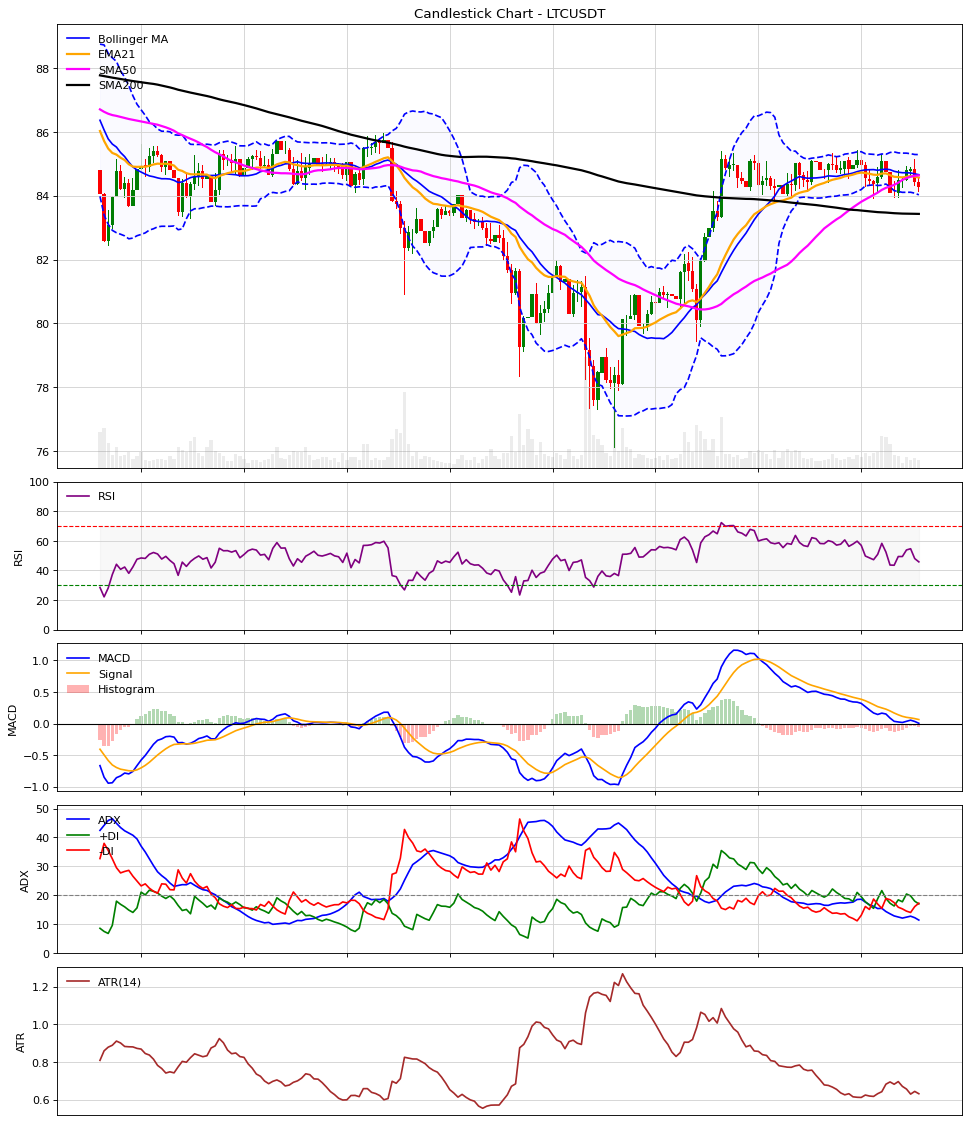 Candlestick Chart - LTCUSDT
Bollinger MA
EMA21
SMA50
SMA200
88
86
84
82
80
78
76
RSI
RSI
100
80
60
40
20
0
MACD
MACD
Signal
Histogram
1.0
0.5
0.0
−0.5
−1.0
ADX
ADX
+DI
-DI
50
40
30
20
10
0
ATR
ATR(14)
1.2
1.0
0.8
0.6